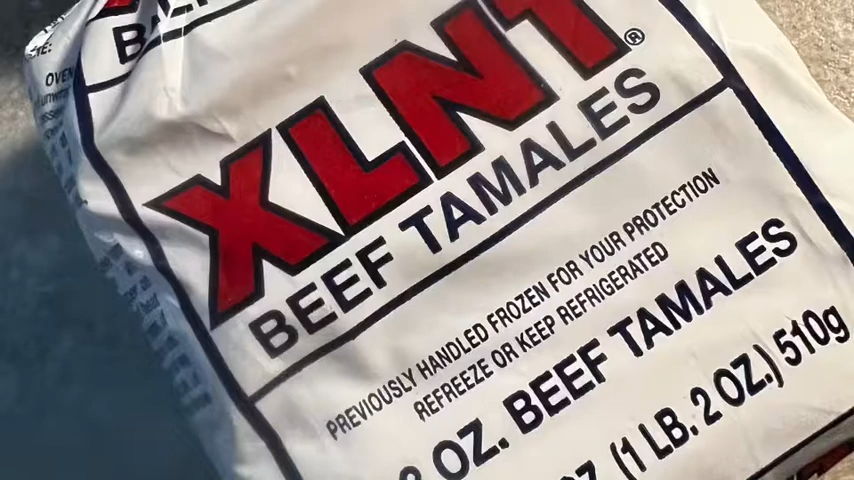 XLNT®
BEEF TAMALES
PREVIOUSLY HANDLED FROZEN FOR YOUR PROTECTION
REFREEZE OR KEEP REFRIGERATED
OZ. BEEF TAMALES
(1 LB. 2 OZ.) 510g
OVEN